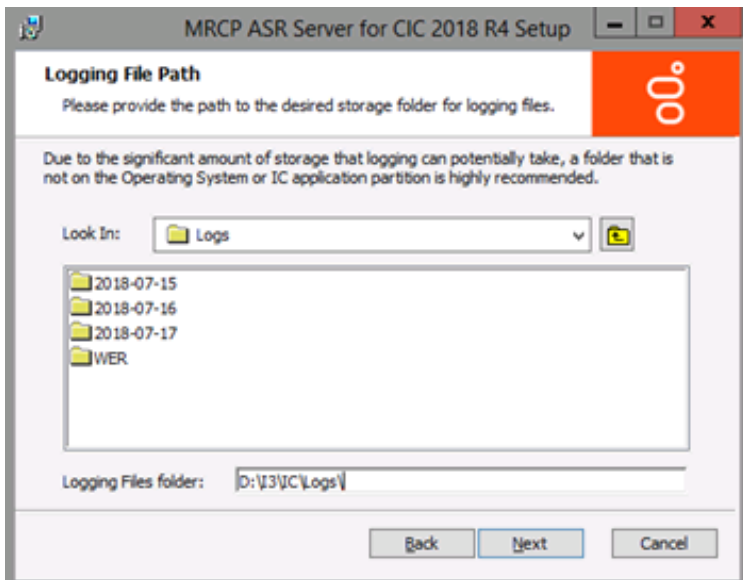 MRCP ASR Server for CIC 2018 R4 Setup
Logging File Path
Please provide the path to the desired storage folder for logging files.
Due to the significant amount of storage that logging can potentially take, a folder that is
not on the Operating System or IC application partition is highly recommended.
Look In: Logs
2018-07-15
2018-07-16
2018-07-17
WER
Logging Files folder: D:\I3\IC\Logs\
Back Next Cancel